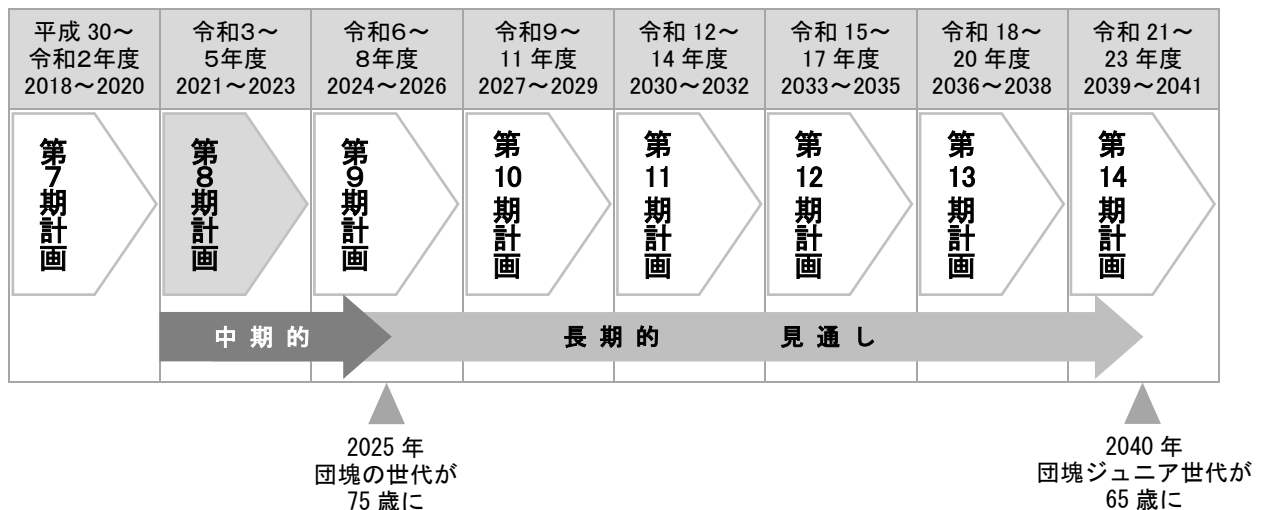 平成 30～
令和2年度
2018～2020
令和3～
5年度
2021～2023
令和6～
8年度
2024～2026
令和9～
11 年度
2027～2029
令和 12～
14 年度
2030～2032
令和 15～
17 年度
2033～2035
令和 18～
20 年度
2036～2038
令和 21～
23 年度
2039～2041
第7期計画
第8期計画
第9期計画
第10期計画
第11期計画
第12期計画
第13期計画
第14期計画
中 期 的
長 期 的 見 通 し
2025 年
団塊の世代が
75 歳に
2040 年
団塊ジュニア世代が
65 歳に